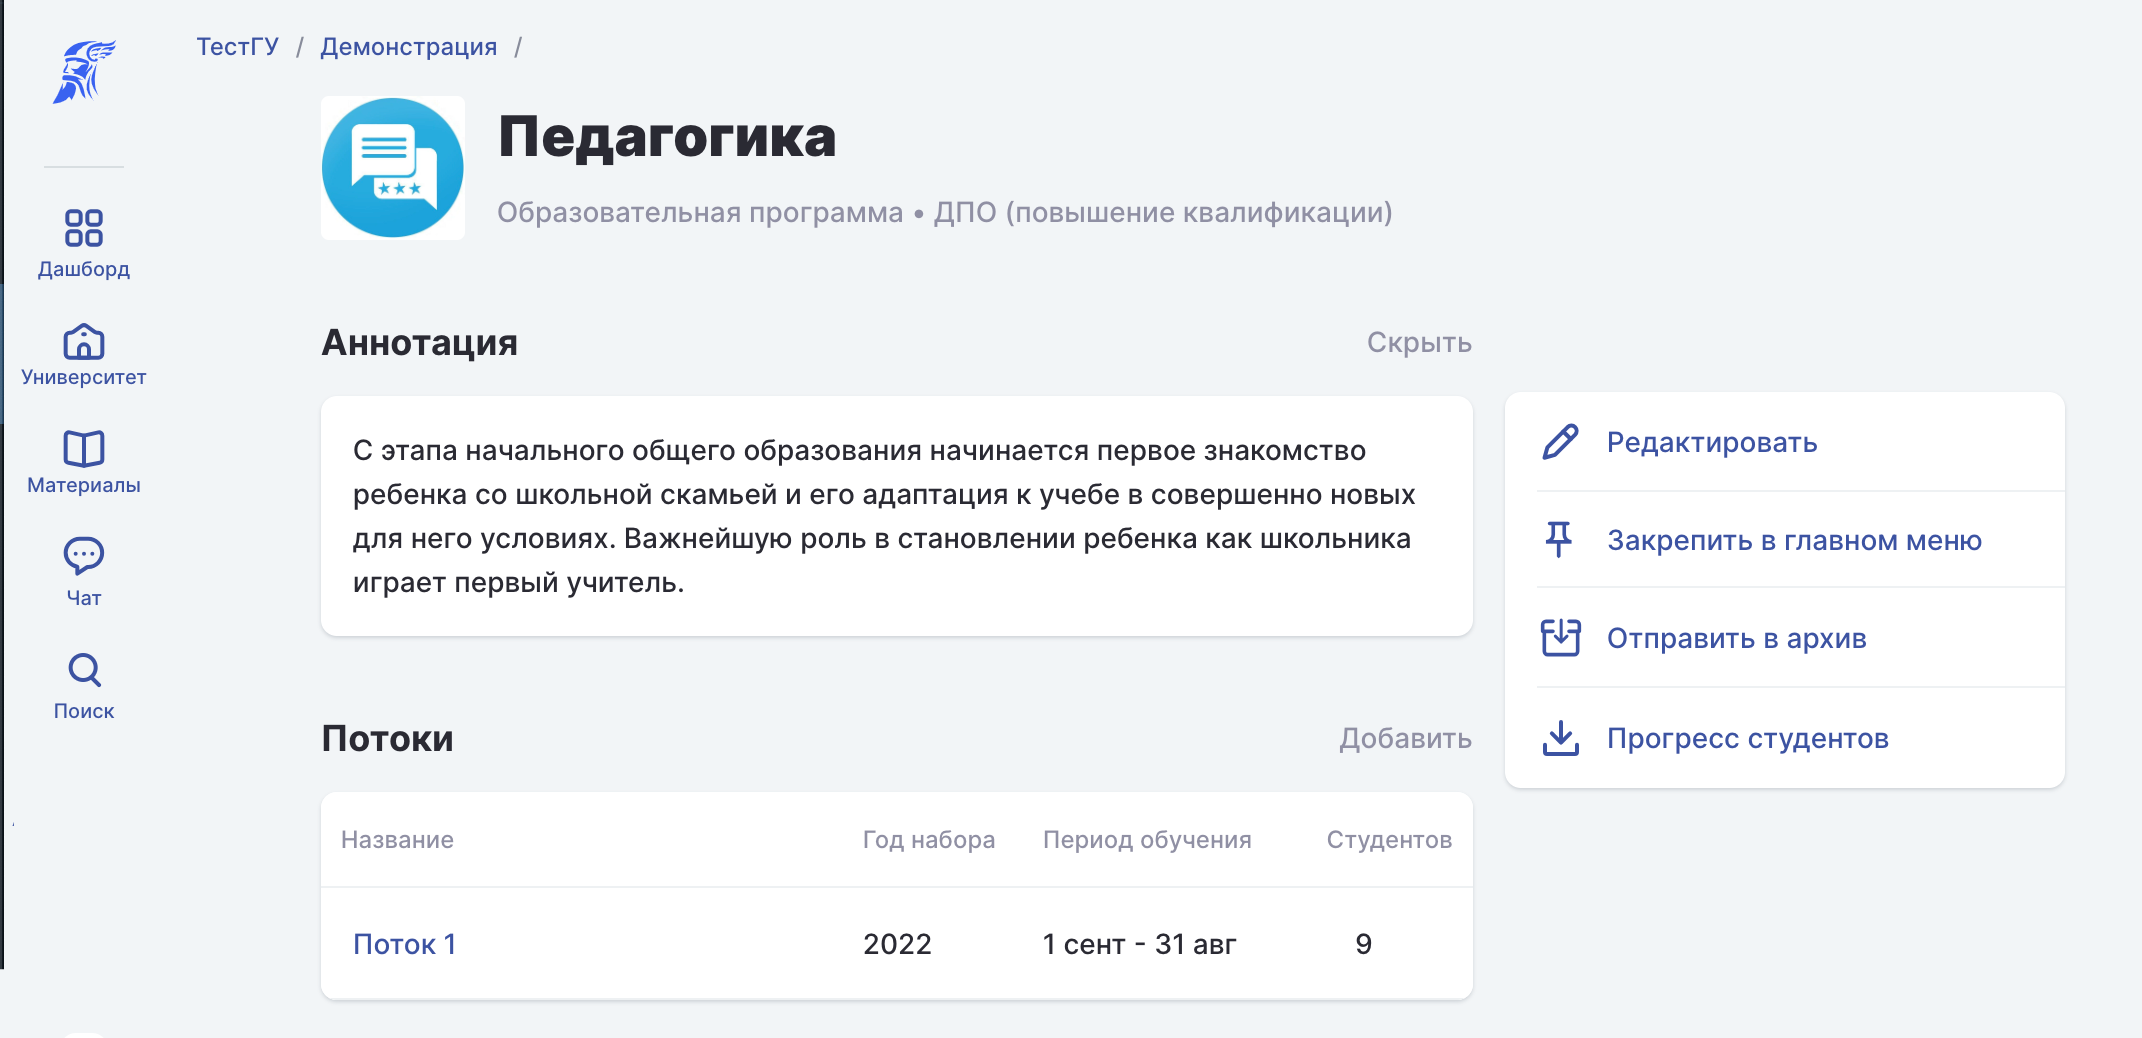 ТестГУ / Демонстрация /
Педагогика
Образовательная программа • ДПО (повышение квалификации)
Дашборд
Университет
Материалы
Чат
Поиск
Аннотация
Скрыть
С этапа начального общего образования начинается первое знакомство
ребенка со школьной скамьей и его адаптация к учебе в совершенно новых
для него условиях. Важнейшую роль в становлении ребенка как школьника
играет первый учитель.
Редактировать
Закрепить в главном меню
Отправить в архив
Прогресс студентов
Потоки
Добавить
Название Год набора Период обучения Студентов
Поток 1 2022 1 сент - 31 авг 9